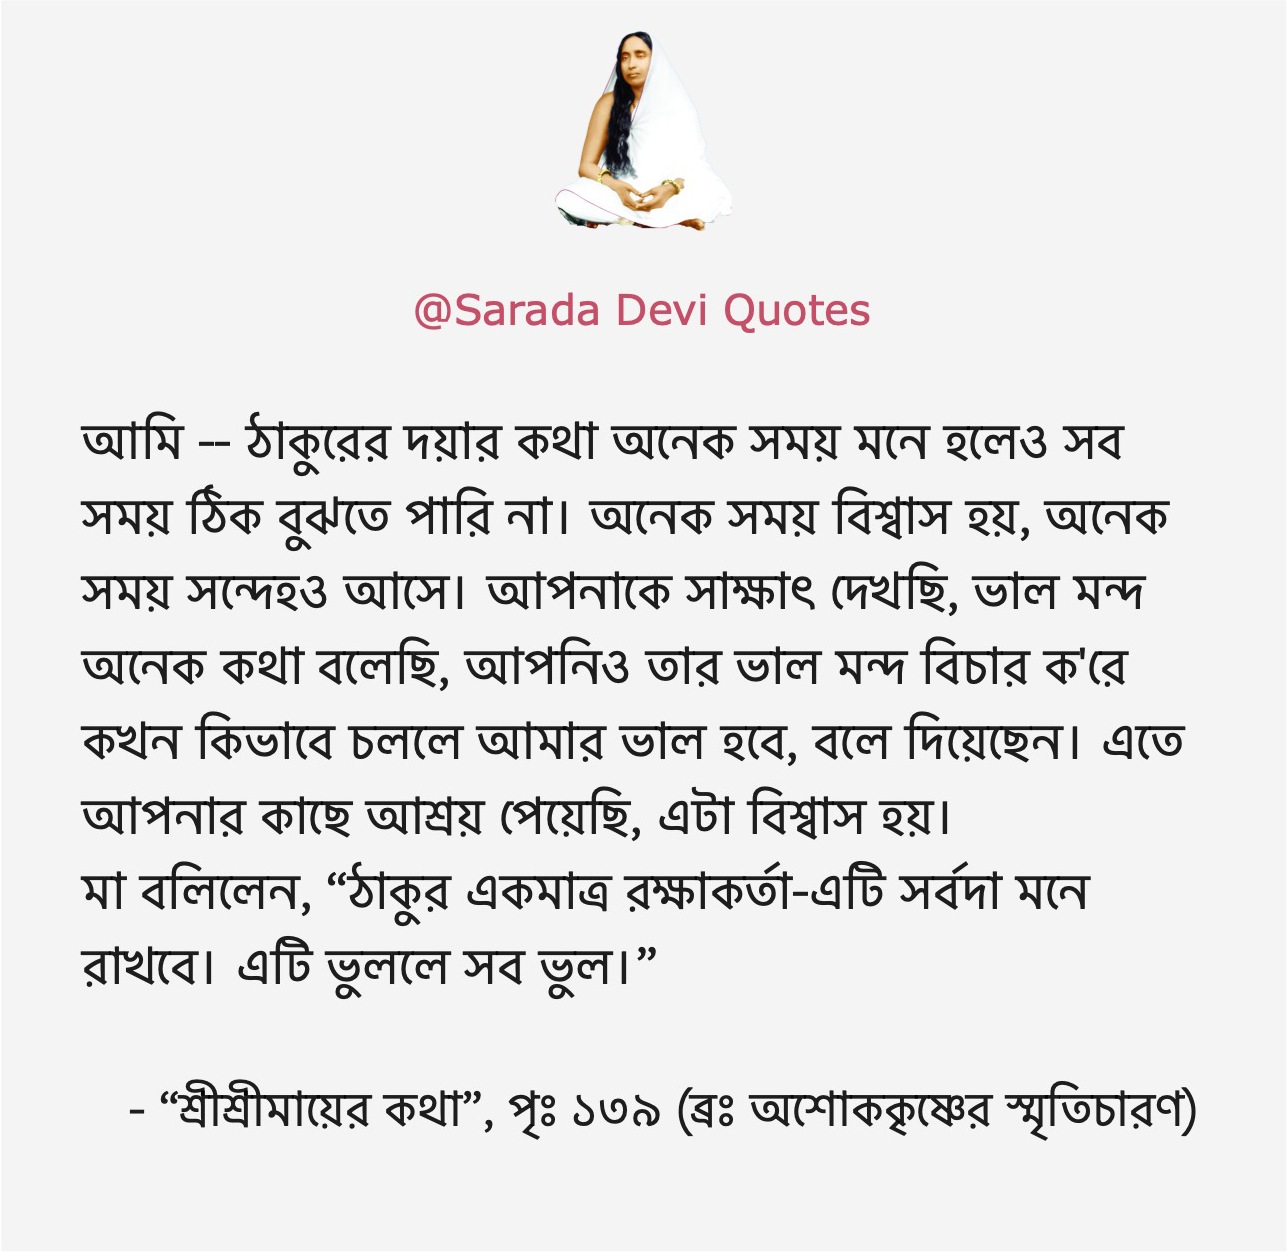 @Sarada Devi Quotes
আমি -- ঠাকুরের দয়ার কথা অনেক সময় মনে হলেও সব
সময় ঠিক বুঝতে পারি না। অনেক সময় বিশ্বাস হয়, অনেক
সময় সন্দেহও আসে। আপনাকে সাক্ষাৎ দেখছি, ভাল মন্দ
অনেক কথা বলেছি, আপনিও তার ভাল মন্দ বিচার ক'রে
কখন কিভাবে চললে আমার ভাল হবে, বলে দিয়েছেন। এতে
আপনার কাছে আশ্রয় পেয়েছি, এটা বিশ্বাস হয়।
মা বলিলেন, “ঠাকুর একমাত্র রক্ষাকর্তা-এটি সর্বদা মনে
রাখবে। এটি ভুললে সব ভুল।”
- “শ্রীশ্রীমায়ের কথা”, পৃঃ ১৩৯ (ব্রঃ অশোককৃষ্ণের স্মৃতিচারণ)